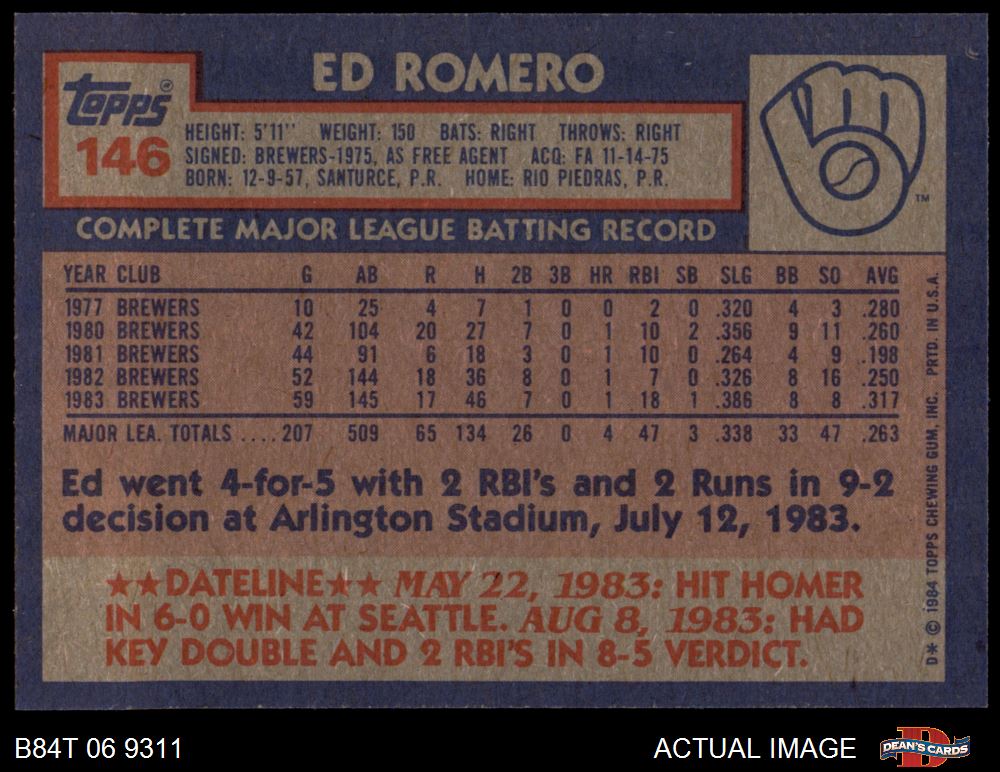 ED ROMERO
Topps®
146
HEIGHT: 5'11" WEIGHT: 150 BATS: RIGHT THROWS: RIGHT
SIGNED: BREWERS-1975, AS FREE AGENT ACQ: FA 11-14-75
BORN: 12-9-57, SANTURCE, P.R. HOME: RIO PIEDRAS, P.R.
TM
COMPLETE MAJOR LEAGUE BATTING RECORD
YEAR CLUB G AB R H 2B 3B HR RBI SB SLG BB SO AVG
1977 BREWERS 10 25 4 7 1 0 0 2 0 .320 4 3 .280
1980 BREWERS 42 104 20 27 7 0 1 10 2 .356 9 11 .260
1981 BREWERS 44 91 6 18 3 0 1 10 0 .264 4 9 .198
1982 BREWERS 52 144 18 36 8 0 1 7 0 .326 8 16 .250
1983 BREWERS 59 145 17 46 7 0 1 18 1 .386 8 8 .317
MAJOR LEA. TOTALS ....207 509 65 134 26 0 4 47 3 .338 33 47 .263
Ed went 4-for-5 with 2 RBI's and 2 Runs in 9-2
decision at Arlington Stadium, July 12, 1983.
★★DATELINE★★ MAY 22, 1983: HIT HOMER
IN 6-0 WIN AT SEATTLE. AUG 8, 1983: HAD
KEY DOUBLE AND 2 RBI'S IN 8-5 VERDICT.
D* © 1984 TOPPS CHEWING GUM, INC. PRTD. IN U.S.A.
B84T 06 9311
ACTUAL IMAGE
DEAN'S CARDS